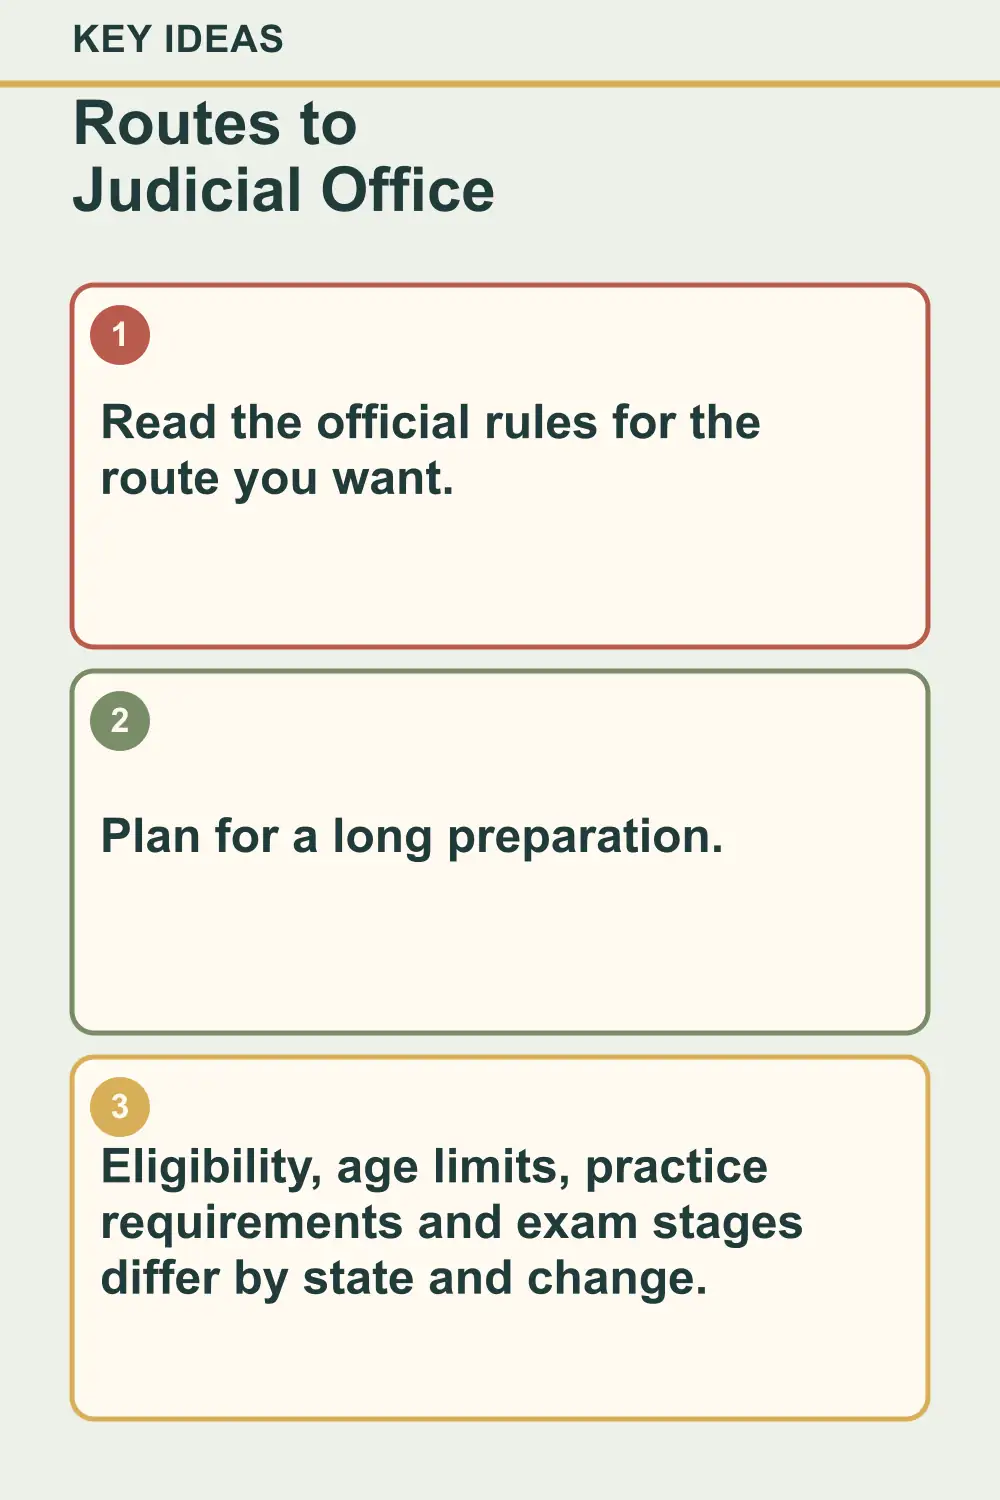 KEY IDEAS
Routes to
Judicial Office
1
Read the official rules for the
route you want.
2
Plan for a long preparation.
3
Eligibility, age limits, practice
requirements and exam stages
differ by state and change.